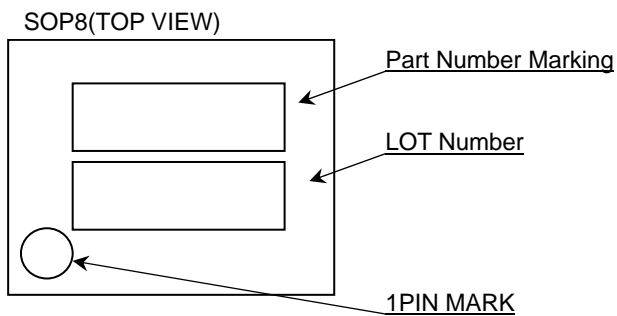 SOP8(TOP VIEW)
Part Number Marking
LOT Number
1PIN MARK